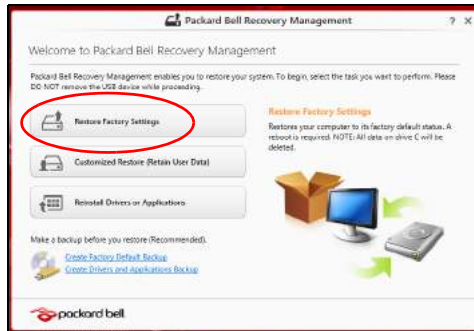 Packard Bell Recovery Management
? X
Welcome to Packard Bell Recovery Management
Packard Bell Recovery Management enables you to restore your system. To begin, select the task you want to perform. Please
DO NOT remove the USB device while proceeding.
Restore Factory Settings
Customized Restore (Retain User Data)
Reinstall Drivers or Applications
Restore Factory Settings
Restores your computer to its factory default status. A
reboot is required. NOTE: All data on drive C will be
deleted.
Make a backup before you restore (Recommended).
Create Factory Default Backup
Create Drivers and Applications Backup
packard bell